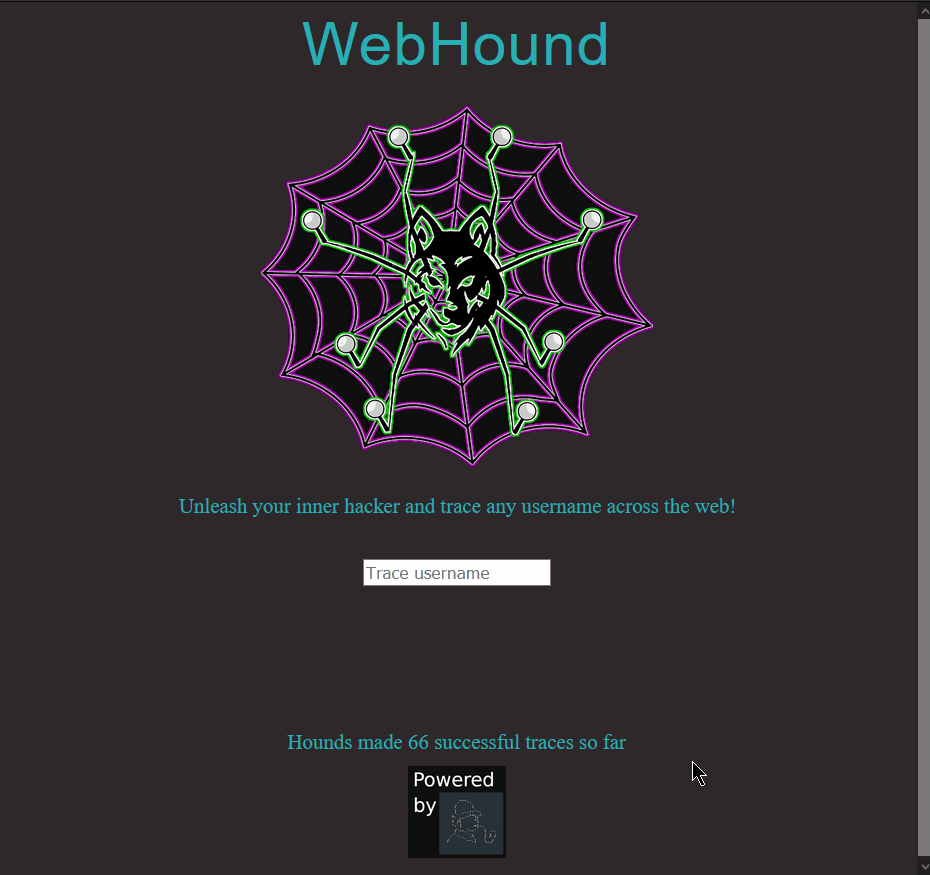 WebHound
Unleash your inner hacker and trace any username across the web!
Trace username
Hounds made 66 successful traces so far
Powered
by